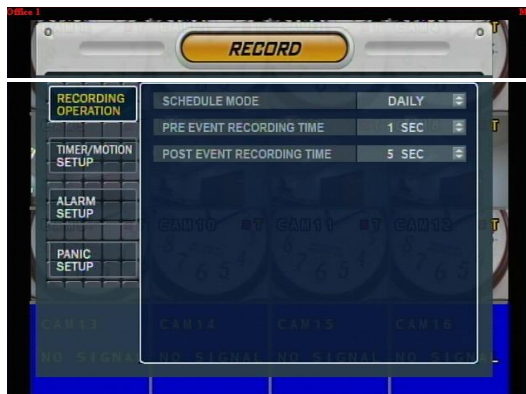 Office 1
RECORD
RECORDING OPERATION
SCHEDULE MODE DAILY
PRE EVENT RECORDING TIME 1 SEC
POST EVENT RECORDING TIME 5 SEC
TIMER/MOTION SETUP
ALARM SETUP
PANIC SETUP
T
T
CAM10 T CAM11 T CAM12 T
CAM13 CAM14 CAM15 CAM16
NO SIGNAL NO SIGNAL NO SIGNAL NO SIGNAL